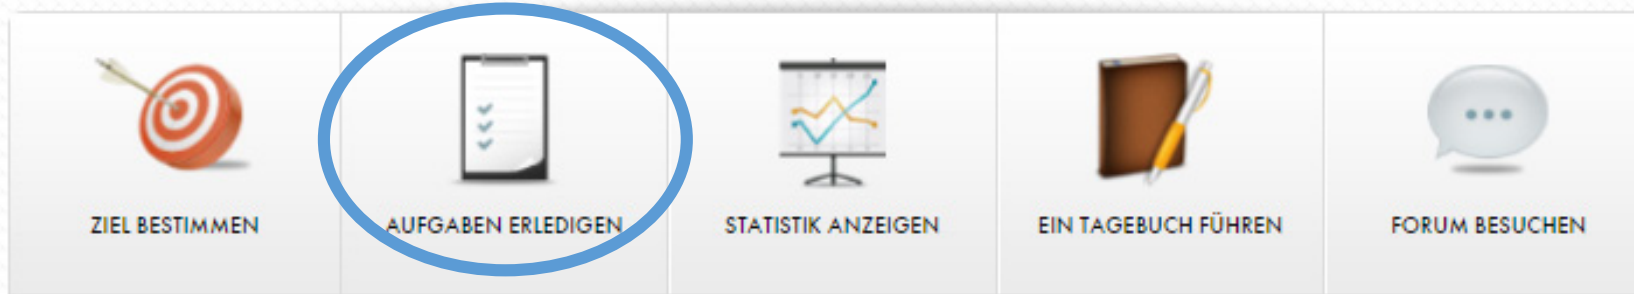 ZIEL BESTIMMEN
AUFGABEN ERLEDIGEN
STATISTIK ANZEIGEN
EIN TAGEBUCH FÜHREN
FORUM BESUCHEN